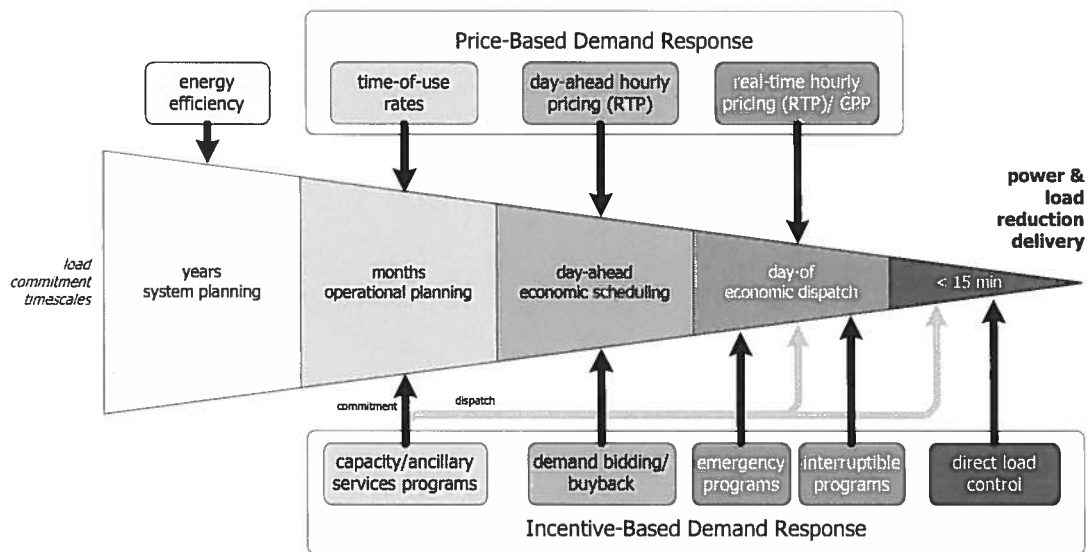 Price-Based Demand Response
energy
efficiency
time-of-use
rates
day-ahead hourly
pricing (RTP)
real-time hourly
pricing (RTP)/ CPP
power &
load
reduction
delivery
load
commitment
timescales
years
system planning
months
operational planning
day-ahead
economic scheduling
day-of
economic dispatch
< 15 min
commitment
dispatch
capacity/ancillary
services programs
demand bidding/
buyback
emergency
programs
interruptible
programs
direct load
control
Incentive-Based Demand Response